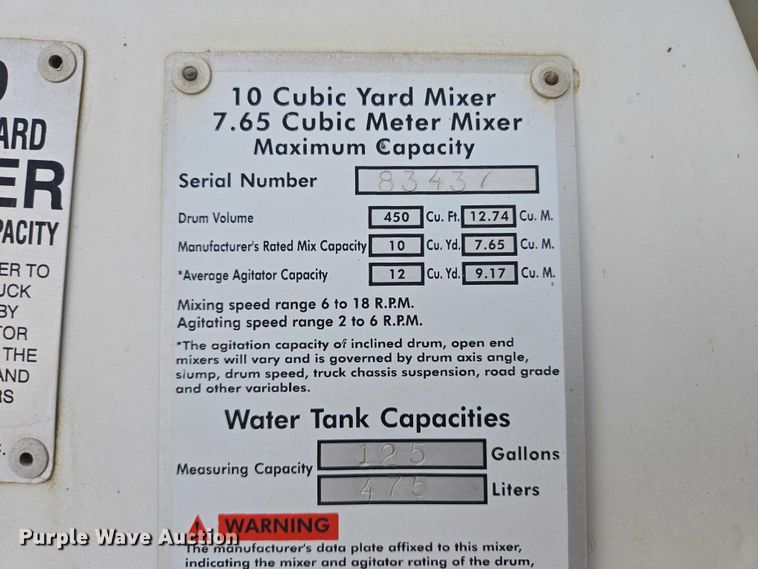 ARD
ER
PACITY
ER TO
UCK
BY
TOR
THE
AND
RS
10 Cubic Yard Mixer
7.65 Cubic Meter Mixer
Maximum Capacity
Serial Number 83437
Drum Volume 450 Cu. Ft. 12.74 Cu. M.
Manufacturer's Rated Mix Capacity 10 Cu. Yd. 7.65 Cu. M.
*Average Agitator Capacity 12 Cu. Yd. 9.17 Cu. M.
Mixing speed range 6 to 18 R.P.M.
Agitating speed range 2 to 6 R.P.M.
*The agitation capacity of inclined drum, open end
mixers will vary and is governed by drum axis angle,
slump, drum speed, truck chassis suspension, road grade
and other variables.
Water Tank Capacities
Measuring Capacity 125 Gallons
475 Liters
WARNING
The manufacturer's data plate affixed to this mixer,
indicating the mixer and agitator rating of the drum,
Purple Wave Auction